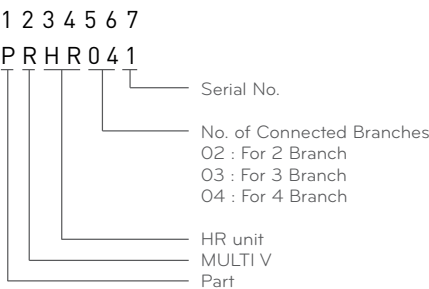 1 2 3 4 5 6 7
P R H R 0 4 1
Serial No.
No. of Connected Branches
02 : For 2 Branch
03 : For 3 Branch
04 : For 4 Branch
HR unit
MULTI V
Part